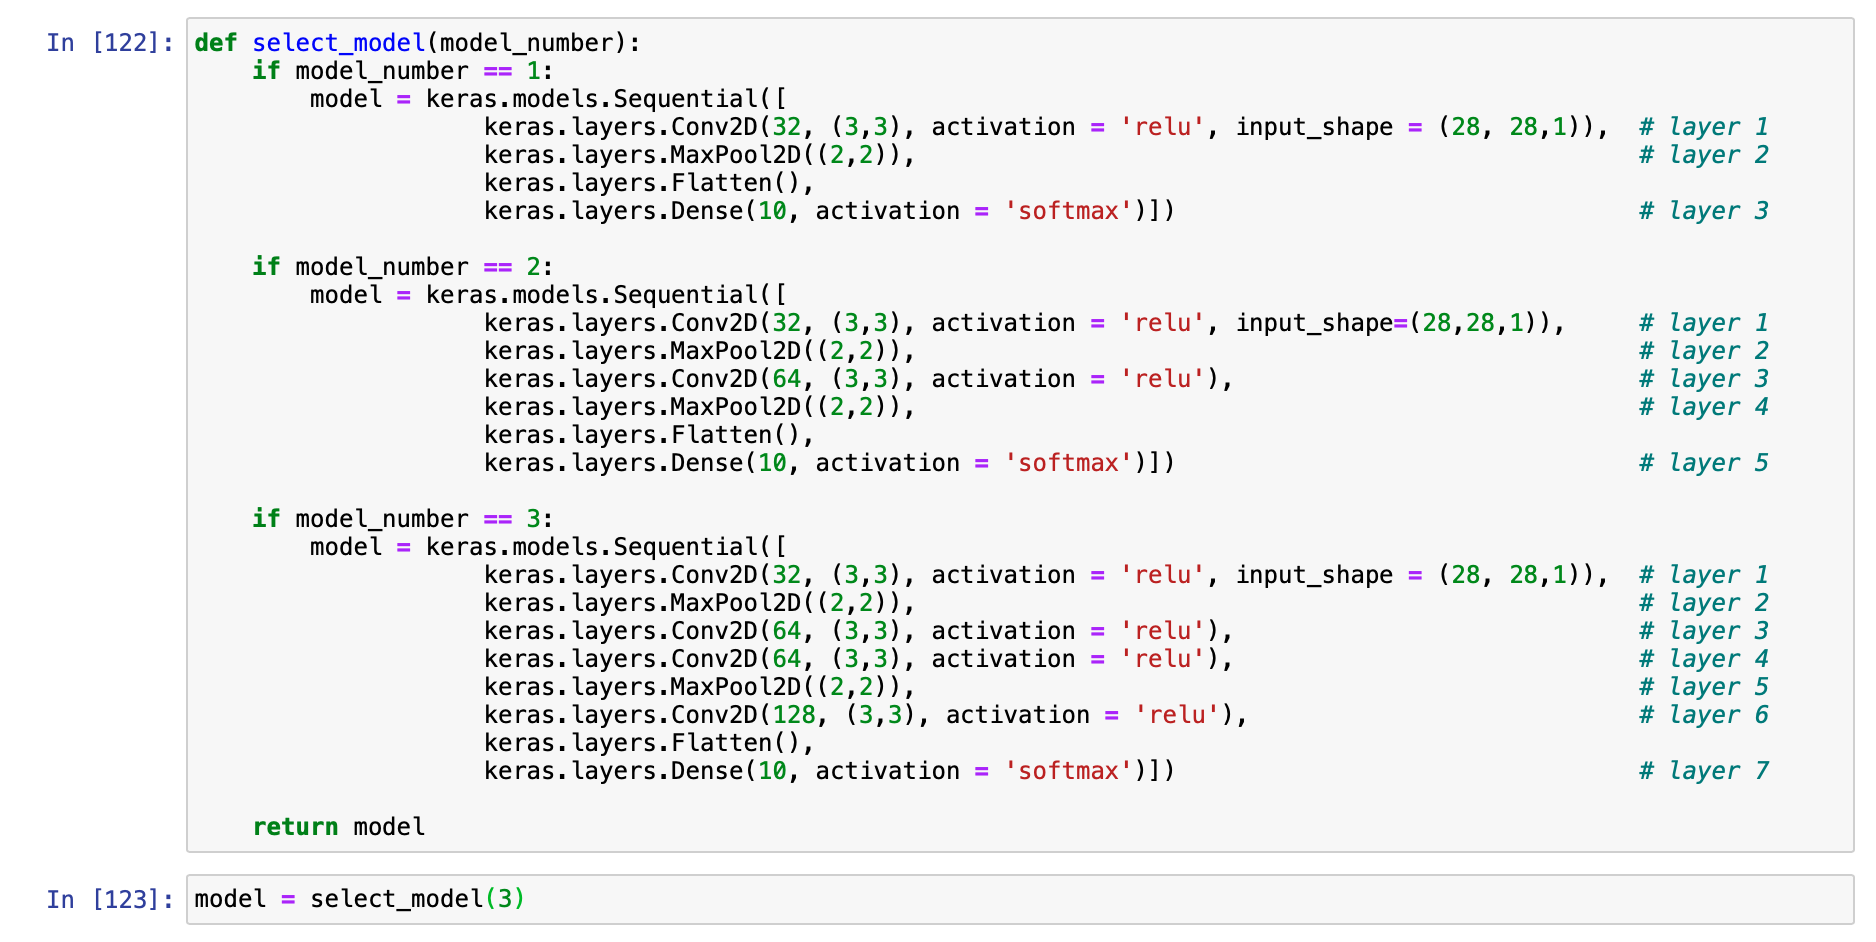 In [122]: def select_model(model_number):
    if model_number == 1:
        model = keras.models.Sequential([
                    keras.layers.Conv2D(32, (3,3), activation = 'relu', input_shape = (28, 28,1)),  # layer 1
                    keras.layers.MaxPool2D((2,2)),                                                  # layer 2
                    keras.layers.Flatten(),
                    keras.layers.Dense(10, activation = 'softmax')])                                # layer 3

    if model_number == 2:
        model = keras.models.Sequential([
                    keras.layers.Conv2D(32, (3,3), activation = 'relu', input_shape=(28,28,1)),     # layer 1
                    keras.layers.MaxPool2D((2,2)),                                                  # layer 2
                    keras.layers.Conv2D(64, (3,3), activation = 'relu'),                            # layer 3
                    keras.layers.MaxPool2D((2,2)),                                                  # layer 4
                    keras.layers.Flatten(),
                    keras.layers.Dense(10, activation = 'softmax')])                                # layer 5

    if model_number == 3:
        model = keras.models.Sequential([
                    keras.layers.Conv2D(32, (3,3), activation = 'relu', input_shape = (28, 28,1)),  # layer 1
                    keras.layers.MaxPool2D((2,2)),                                                  # layer 2
                    keras.layers.Conv2D(64, (3,3), activation = 'relu'),                            # layer 3
                    keras.layers.Conv2D(64, (3,3), activation = 'relu'),                            # layer 4
                    keras.layers.MaxPool2D((2,2)),                                                  # layer 5
                    keras.layers.Conv2D(128, (3,3), activation = 'relu'),                           # layer 6
                    keras.layers.Flatten(),
                    keras.layers.Dense(10, activation = 'softmax')])                                # layer 7

    return model
In [123]: model = select_model(3)